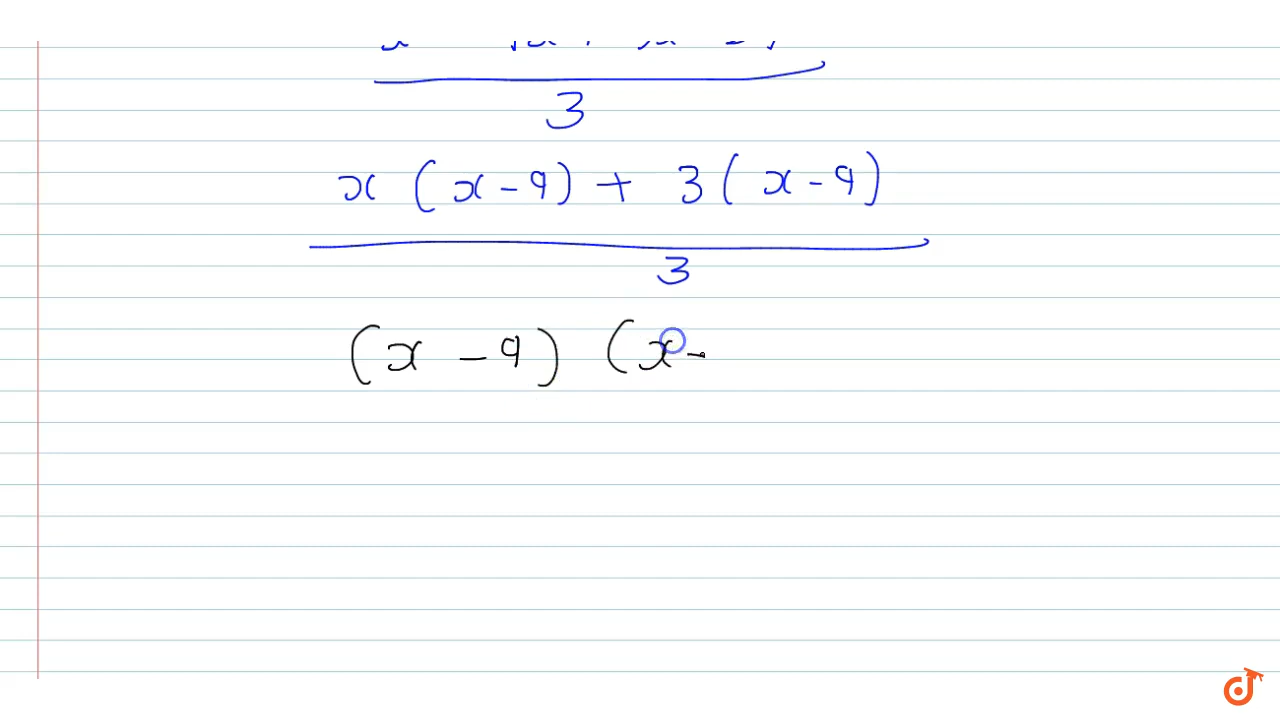 3
x (x - 9) + 3 (x - 9)
3
(x - 9) (x -